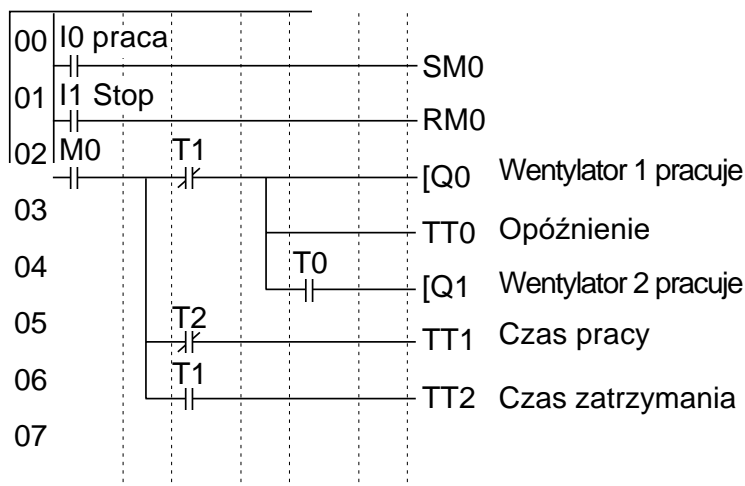 00 I0 praca
SM0
01 I1 Stop
RM0
02 M0 T1
[Q0 Wentylator 1 pracuje
03
TT0 Opóźnienie
04 T0
[Q1 Wentylator 2 pracuje
05 T2
TT1 Czas pracy
06 T1
TT2 Czas zatrzymania
07